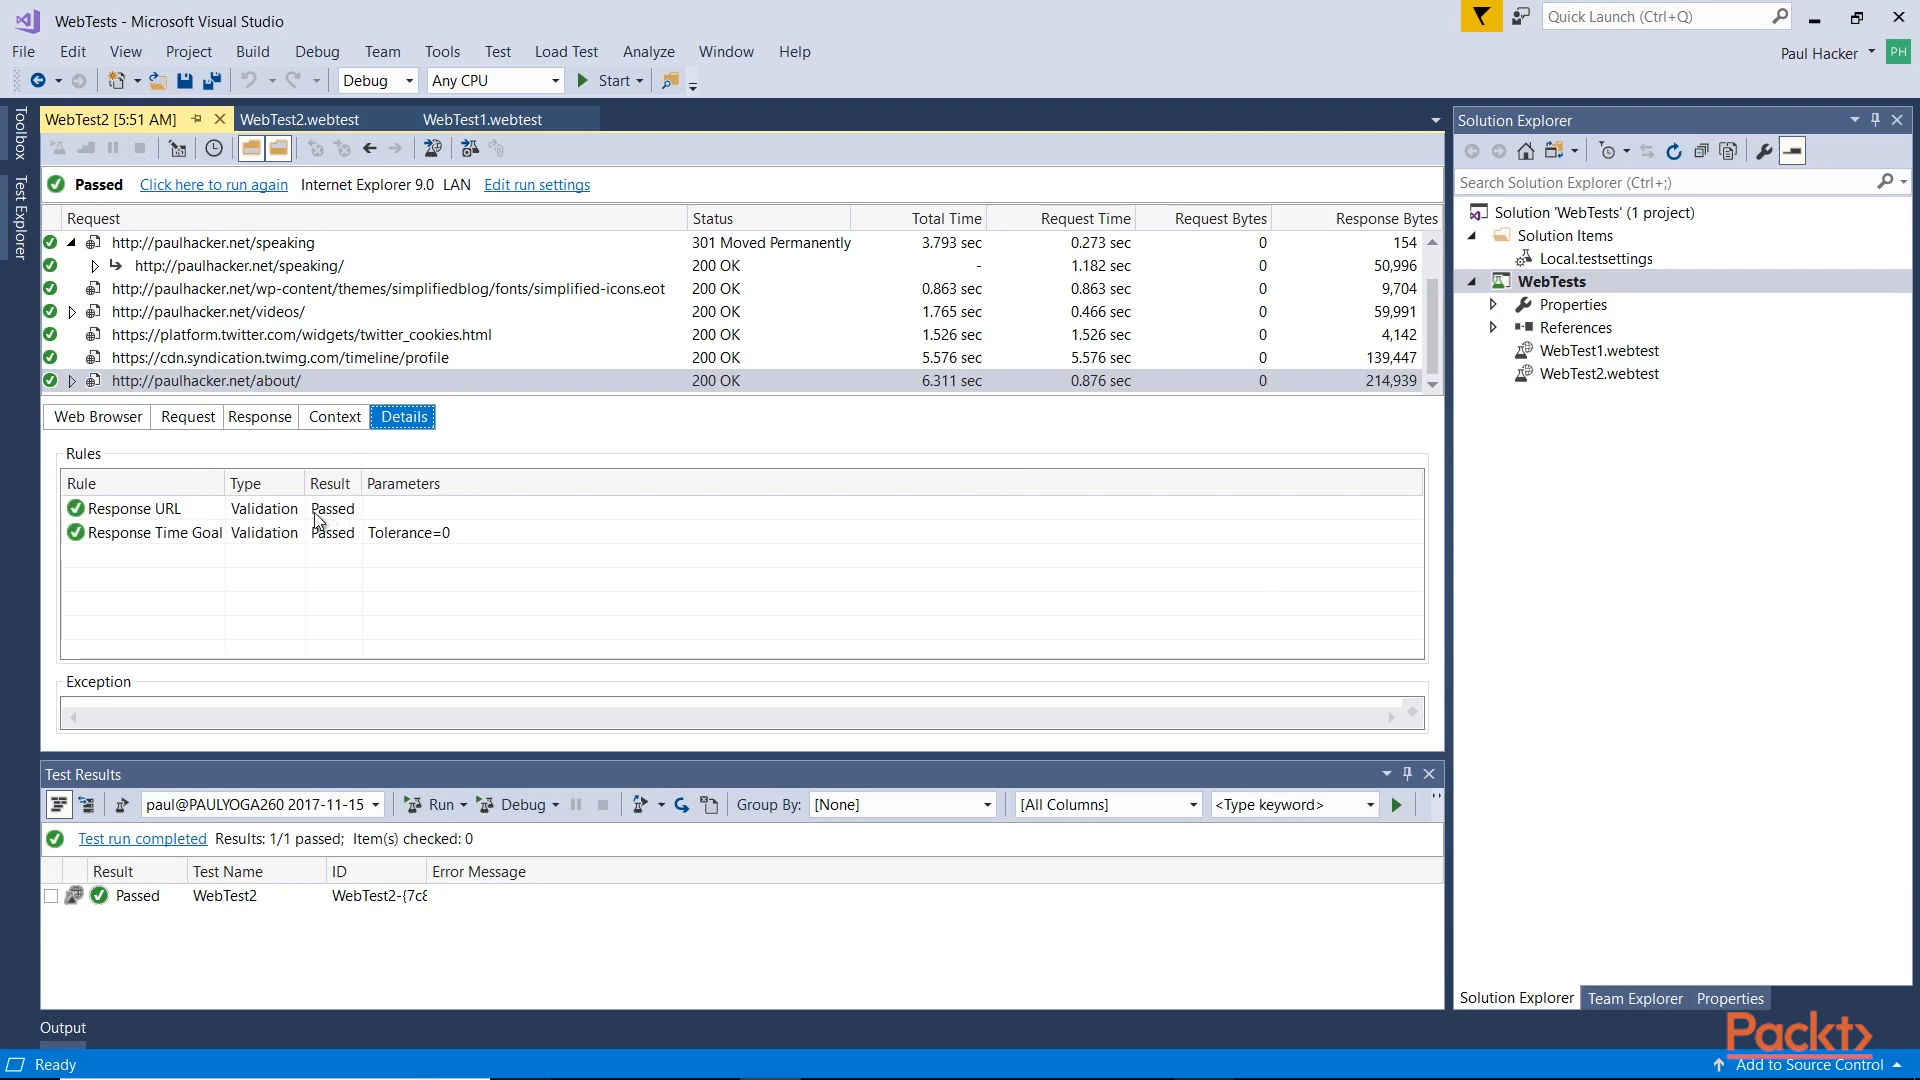 WebTests - Microsoft Visual Studio
Quick Launch (Ctrl+Q)
File Edit View Project Build Debug Team Tools Test Load Test Analyze Window Help
Paul Hacker PH
Debug Any CPU Start
Toolbox
Test Explorer
WebTest2 [5:51 AM] WebTest2.webtest WebTest1.webtest
Passed Click here to run again Internet Explorer 9.0 LAN Edit run settings
Request Status Total Time Request Time Request Bytes Response Bytes
http://paulhacker.net/speaking 301 Moved Permanently 3.793 sec 0.273 sec 0 154
http://paulhacker.net/speaking/ 200 OK - 1.182 sec 0 50,996
http://paulhacker.net/wp-content/themes/simplifiedblog/fonts/simplified-icons.eot 200 OK 0.863 sec 0.863 sec 0 9,704
http://paulhacker.net/videos/ 200 OK 1.765 sec 0.466 sec 0 59,991
https://platform.twitter.com/widgets/twitter_cookies.html 200 OK 1.526 sec 1.526 sec 0 4,142
https://cdn.syndication.twimg.com/timeline/profile 200 OK 5.576 sec 5.576 sec 0 139,447
http://paulhacker.net/about/ 200 OK 6.311 sec 0.876 sec 0 214,939
Web Browser Request Response Context Details
Rules
Rule Type Result Parameters
Response URL Validation Passed
Response Time Goal Validation Passed Tolerance=0
Exception
Test Results
paul@PAULYOGA260 2017-11-15 Run Debug Group By: [None] [All Columns] <Type keyword>
Test run completed Results: 1/1 passed; Item(s) checked: 0
Result Test Name ID Error Message
Passed WebTest2 WebTest2-{7c8
Output
Ready
Solution Explorer
Search Solution Explorer (Ctrl+;)
Solution 'WebTests' (1 project)
Solution Items
Local.testsettings
WebTests
Properties
References
WebTest1.webtest
WebTest2.webtest
Solution Explorer Team Explorer Properties
Packt>
Add to Source Control